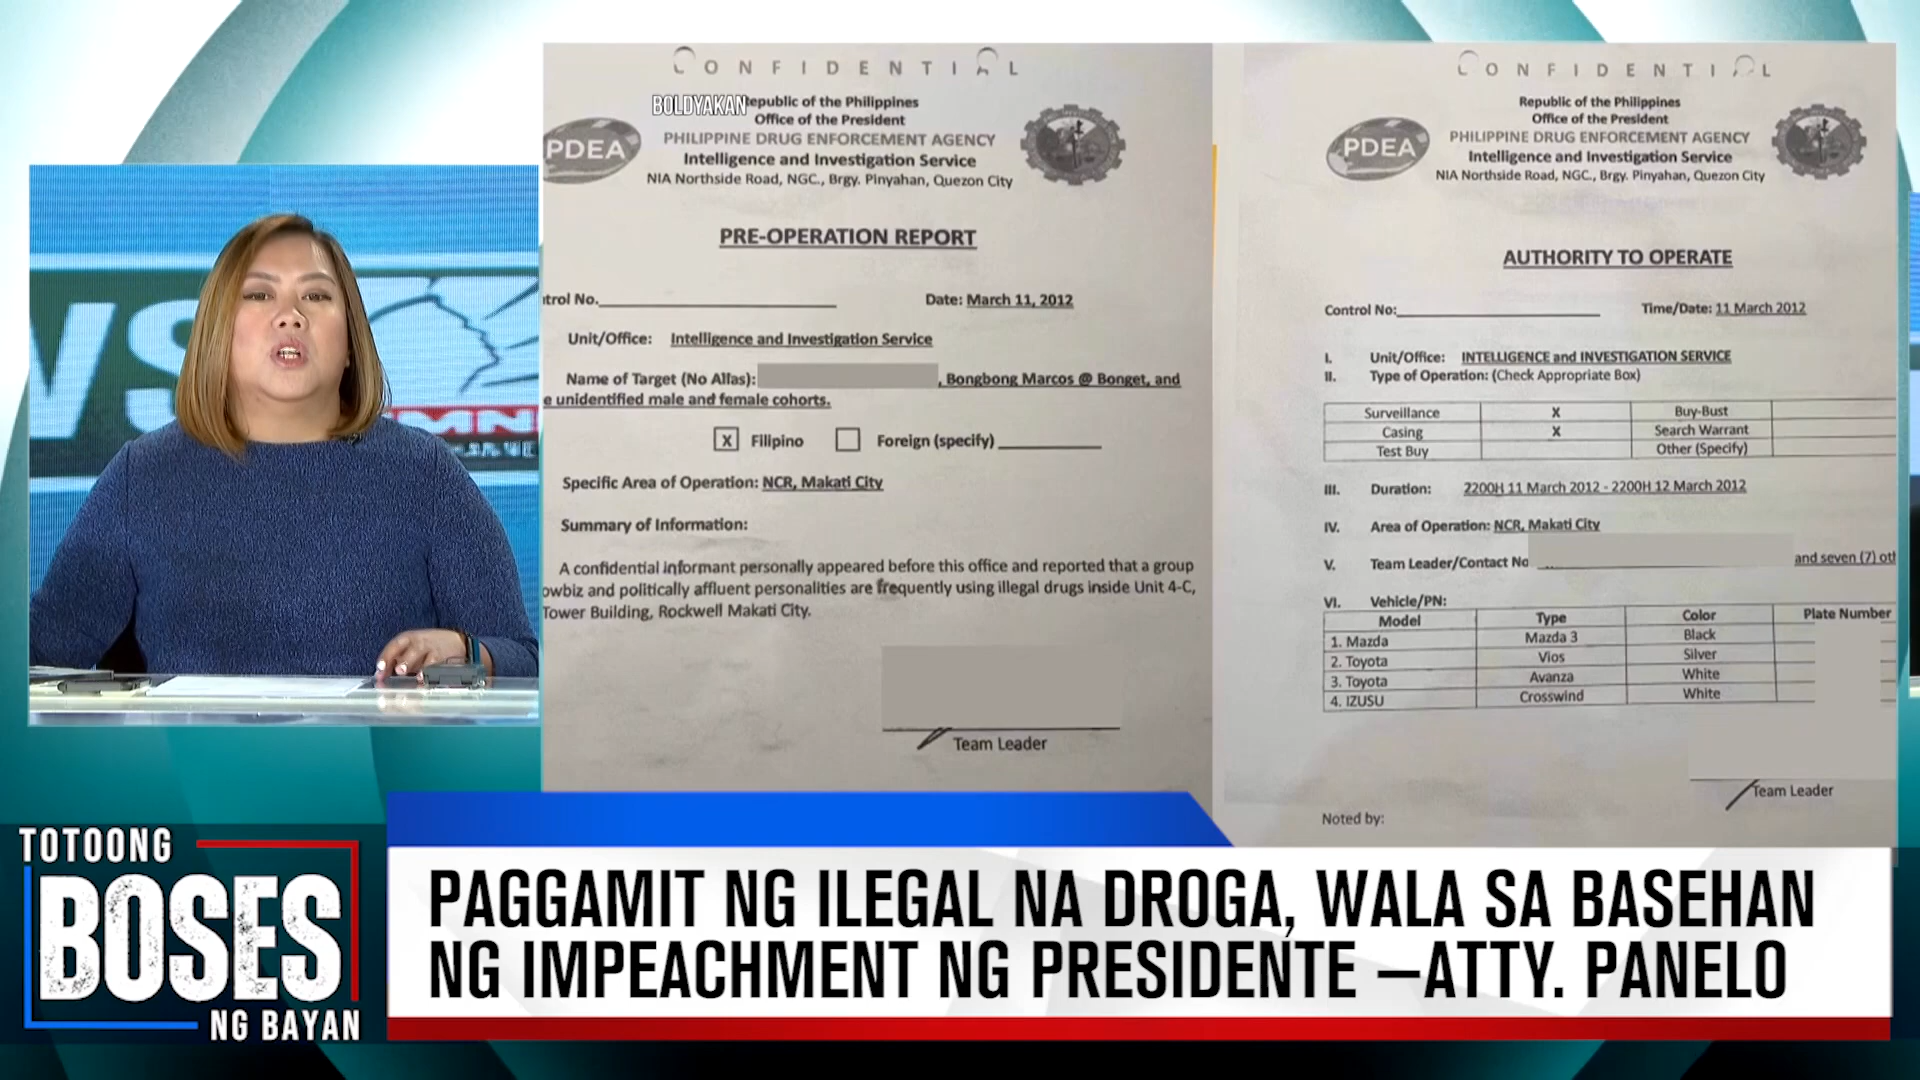 CONFIDENTIAL
BOLDYAKAN
Republic of the Philippines
Office of the President
PHILIPPINE DRUG ENFORCEMENT AGENCY
Intelligence and Investigation Service
NIA Northside Road, NGC., Brgy. Pinyahan, Quezon City
PDEA
PRE-OPERATION REPORT
trol No.
Date: March 11, 2012
Unit/Office: Intelligence and Investigation Service
Name of Target (No Alias): , Bongbong Marcos @ Bonget, and
e unidentified male and female cohorts.
X Filipino Foreign (specify)
Specific Area of Operation: NCR, Makati City
Summary of Information:
A confidential informant personally appeared before this office and reported that a group
owbiz and politically affluent personalities are frequently using illegal drugs inside Unit 4-C,
Tower Building, Rockwell Makati City.
Team Leader
CONFIDENTIAL
Republic of the Philippines
Office of the President
PHILIPPINE DRUG ENFORCEMENT AGENCY
Intelligence and Investigation Service
NIA Northside Road, NGC., Brgy. Pinyahan, Quezon City
PDEA
AUTHORITY TO OPERATE
Control No:
Time/Date: 11 March 2012
I. Unit/Office: INTELLIGENCE and INVESTIGATION SERVICE
II. Type of Operation: (Check Appropriate Box)
Surveillance X Buy-Bust
Casing X Search Warrant
Test Buy Other (Specify)
III. Duration: 2200H 11 March 2012 - 2200H 12 March 2012
IV. Area of Operation: NCR, Makati City
V. Team Leader/Contact No and seven (7) ot
VI. Vehicle/PN:
Model Type Color Plate Number
1. Mazda Mazda 3 Black
2. Toyota Vios Silver
3. Toyota Avanza White
4. IZUSU Crosswind White
Team Leader
Noted by:
TOTOONG
BOSES
NG BAYAN
PAGGAMIT NG ILEGAL NA DROGA, WALA SA BASEHAN
NG IMPEACHMENT NG PRESIDENTE —ATTY. PANELO